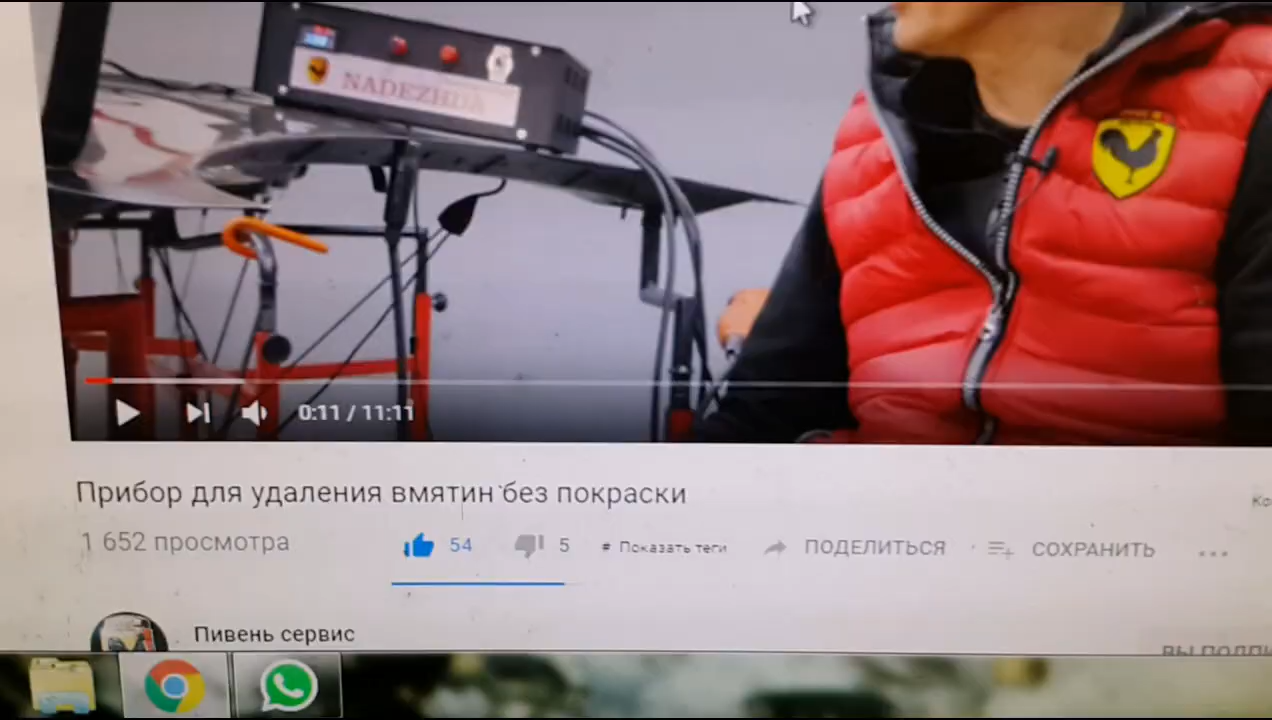 NADEZHDA
0:11 / 11:11
Прибор для удаления вмятин без покраски
1 652 просмотра
54
5
# Показать теги
ПОДЕЛИТЬСЯ
СОХРАНИТЬ
Пивень сервис